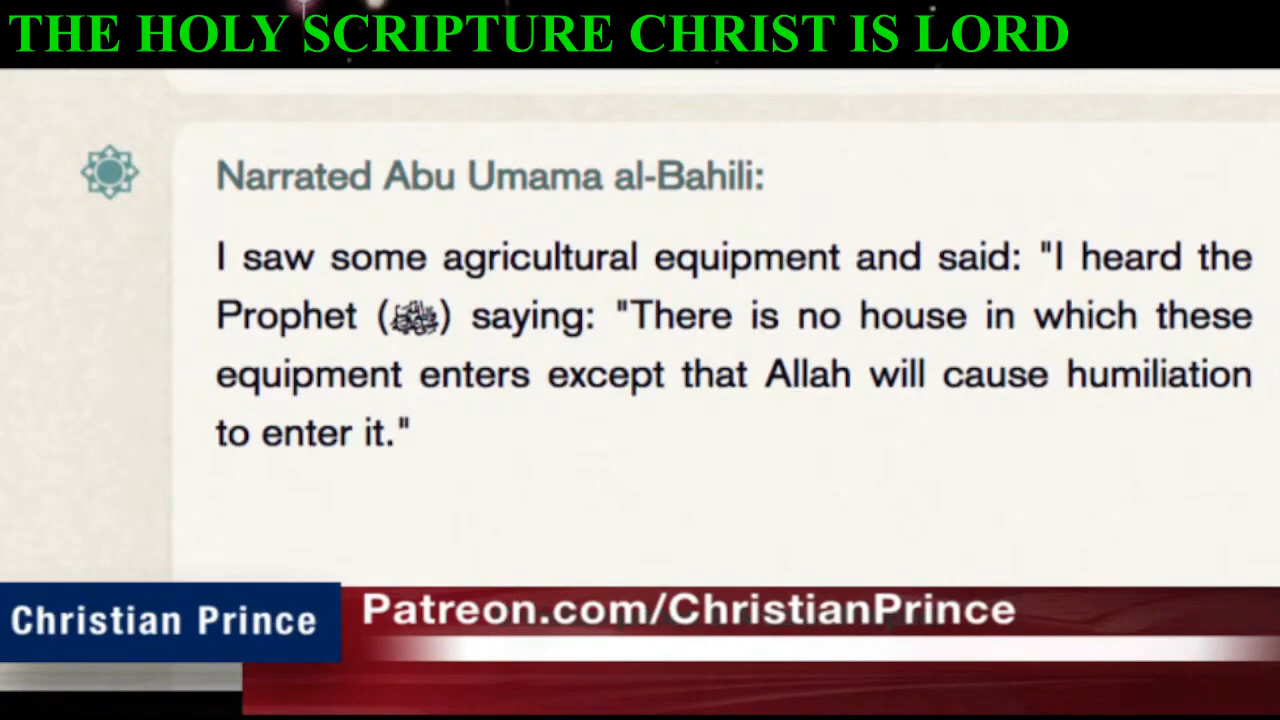 THE HOLY SCRIPTURE CHRIST IS LORD
Narrated Abu Umama al-Bahili:
I saw some agricultural equipment and said: "I heard the
Prophet (ﷺ) saying: "There is no house in which these
equipment enters except that Allah will cause humiliation
to enter it."
Christian Prince
Patreon.com/ChristianPrince